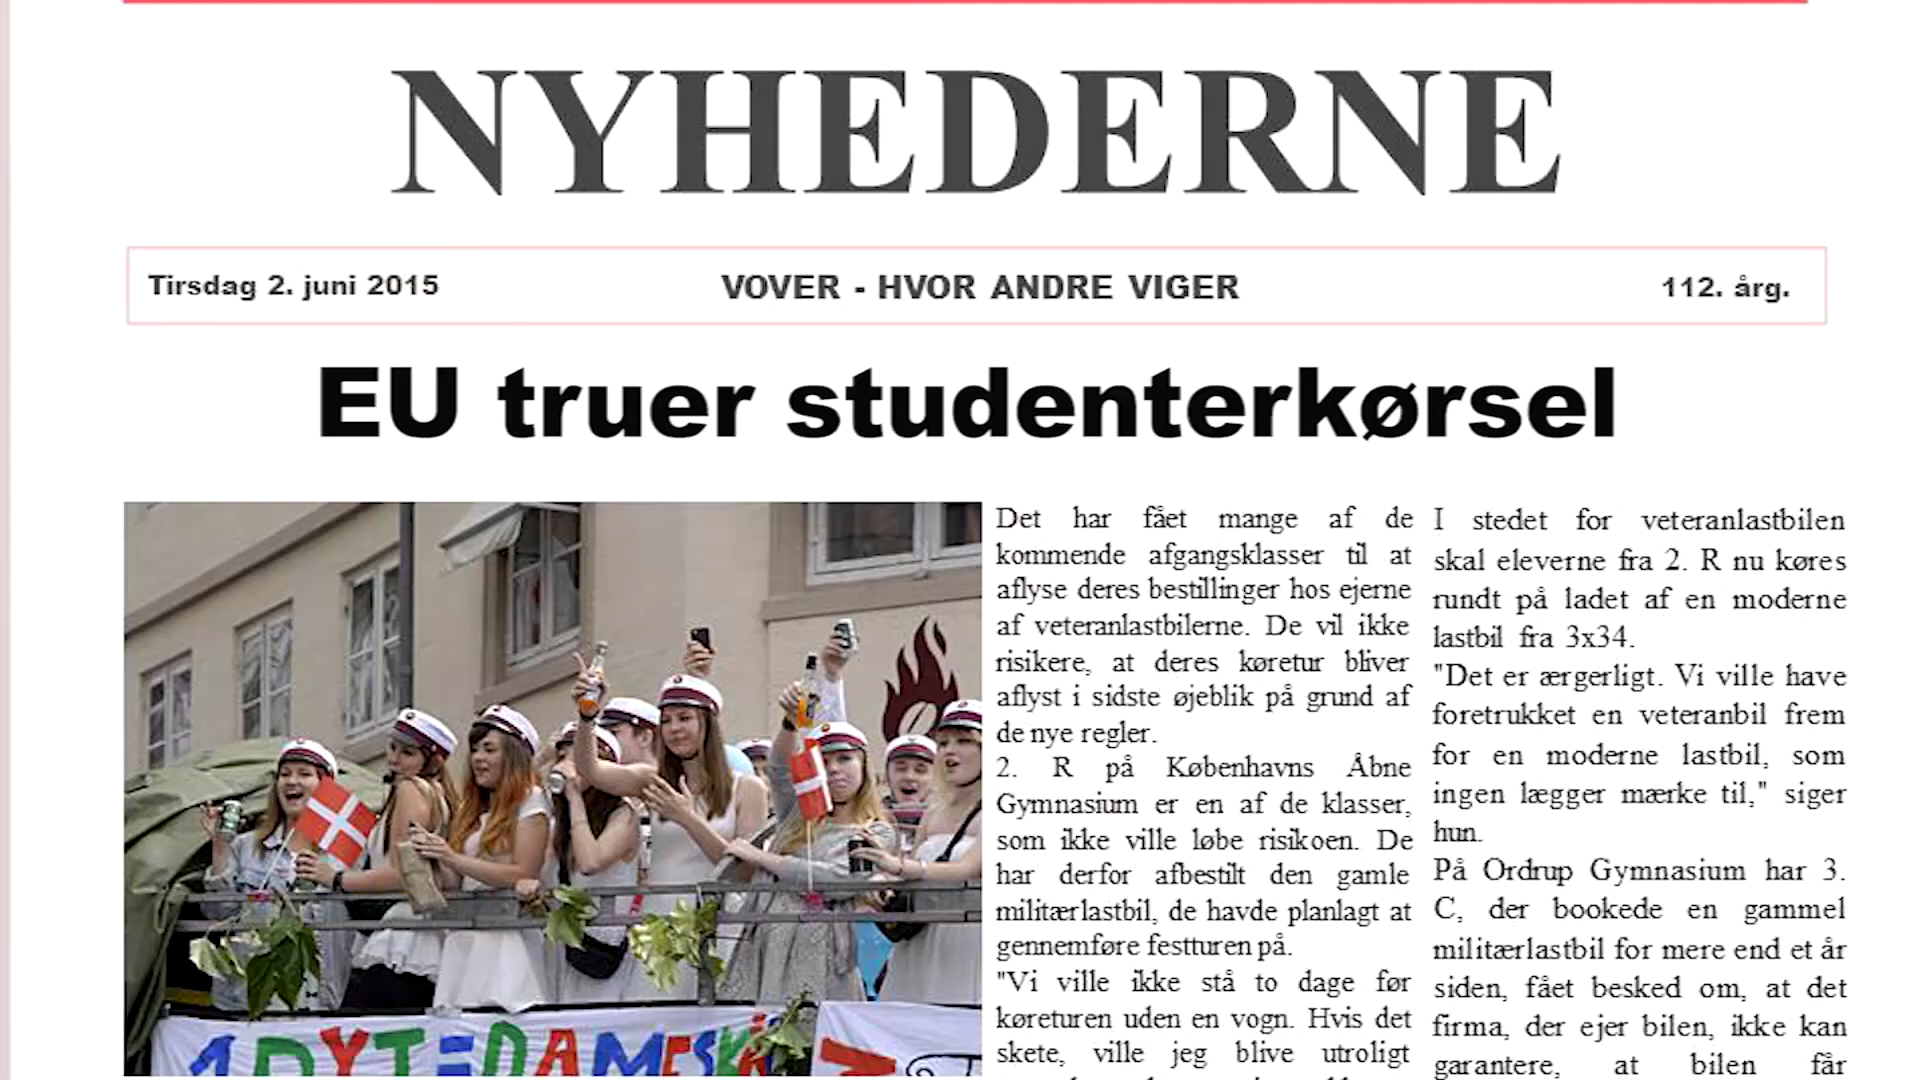 NYHEDERNE
Tirsdag 2. juni 2015
VOVER - HVOR ANDRE VIGER
112. årg.
EU truer studenterkørsel
Det har fået mange af de
kommende afgangsklasser til at
aflyse deres bestillinger hos ejerne
af veteranlastbilerne. De vil ikke
risikere, at deres køretur bliver
aflyst i sidste øjeblik på grund af
de nye regler.
2. R på Københavns Åbne
Gymnasium er en af de klasser,
som ikke ville løbe risikoen. De
har derfor afbestilt den gamle
militærlastbil, de havde planlagt at
gennemføre festturen på.
"Vi ville ikke stå to dage før
køreturen uden en vogn. Hvis det
skete, ville jeg blive utroligt
I stedet for veteranlastbilen
skal eleverne fra 2. R nu køres
rundt på ladet af en moderne
lastbil fra 3x34.
"Det er ærgerligt. Vi ville have
foretrukket en veteranbil frem
for en moderne lastbil, som
ingen lægger mærke til," siger
hun.
På Ordrup Gymnasium har 3.
C, der bookede en gammel
militærlastbil for mere end et år
siden, fået besked om, at det
firma, der ejer bilen, ikke kan
garantere, at bilen får